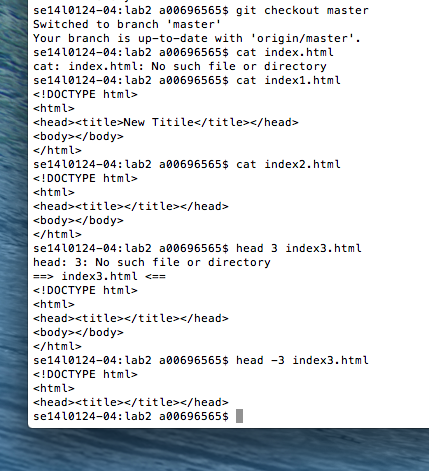 se14l0124-04:lab2 a00696565$ git checkout master
Switched to branch 'master'
Your branch is up-to-date with 'origin/master'.
se14l0124-04:lab2 a00696565$ cat index.html
cat: index.html: No such file or directory
se14l0124-04:lab2 a00696565$ cat index1.html
<!DOCTYPE html>
<html>
<head><title>New Titile</title></head>
<body></body>
</html>
se14l0124-04:lab2 a00696565$ cat index2.html
<!DOCTYPE html>
<html>
<head><title></title></head>
<body></body>
</html>
se14l0124-04:lab2 a00696565$ head 3 index3.html
head: 3: No such file or directory
==> index3.html <==
<!DOCTYPE html>
<html>
<head><title></title></head>
<body></body>
</html>
se14l0124-04:lab2 a00696565$ head -3 index3.html
<!DOCTYPE html>
<html>
<head><title></title></head>
se14l0124-04:lab2 a00696565$